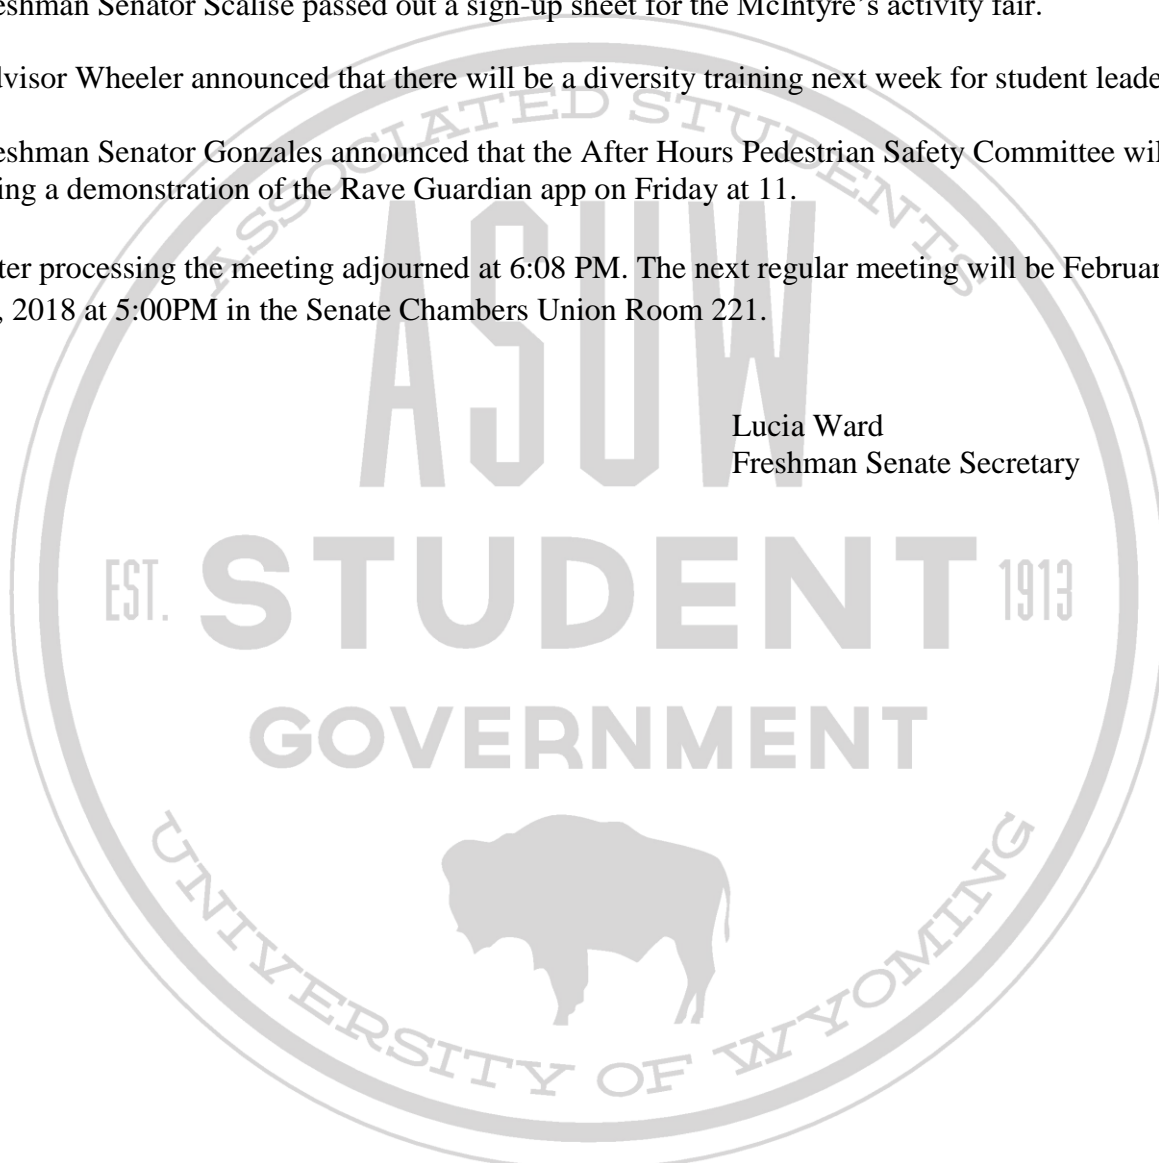 eshman Senator Scalise passed out a sign-up sheet for the McIntyre's activity fair.
lvisor Wheeler announced that there will be a diversity training next week for student leade
eshman Senator Gonzales announced that the After Hours Pedestrian Safety Committee wil
ing a demonstration of the Rave Guardian app on Friday at 11.
ter processing the meeting adjourned at 6:08 PM. The next regular meeting will be Februar
, 2018 at 5:00PM in the Senate Chambers Union Room 221.
Lucia Ward
Freshman Senate Secretary
ASSOCIATED STUDENTS
ASUW
EST. STUDENT 1913
GOVERNMENT
UNIVERSITY OF WYOMING